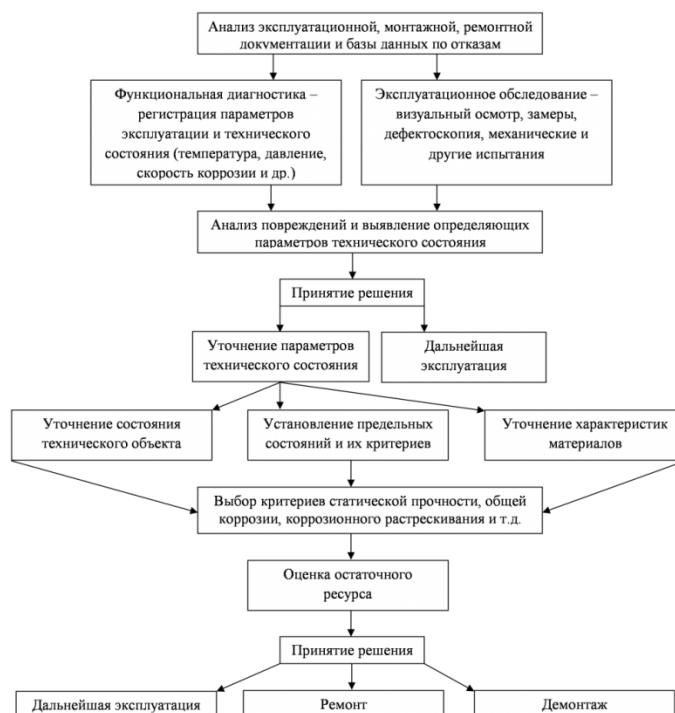 Анализ эксплуатационной, монтажной, ремонтной
документации и базы данных по отказам
Функциональная диагностика –
регистрация параметров
эксплуатации и технического
состояния (температура, давление,
скорость коррозии и др.)
Эксплуатационное обследование –
визуальный осмотр, замеры,
дефектоскопия, механические и
другие испытания
Анализ повреждений и выявление определяющих
параметров технического состояния
Принятие решения
Уточнение параметров
технического состояния
Дальнейшая
эксплуатация
Уточнение состояния
технического объекта
Установление предельных
состояний и их критериев
Уточнение характеристик
материалов
Выбор критериев статической прочности, общей
коррозии, коррозионного растрескивания и т.д.
Оценка остаточного
ресурса
Принятие решения
Дальнейшая эксплуатация
Ремонт
Демонтаж